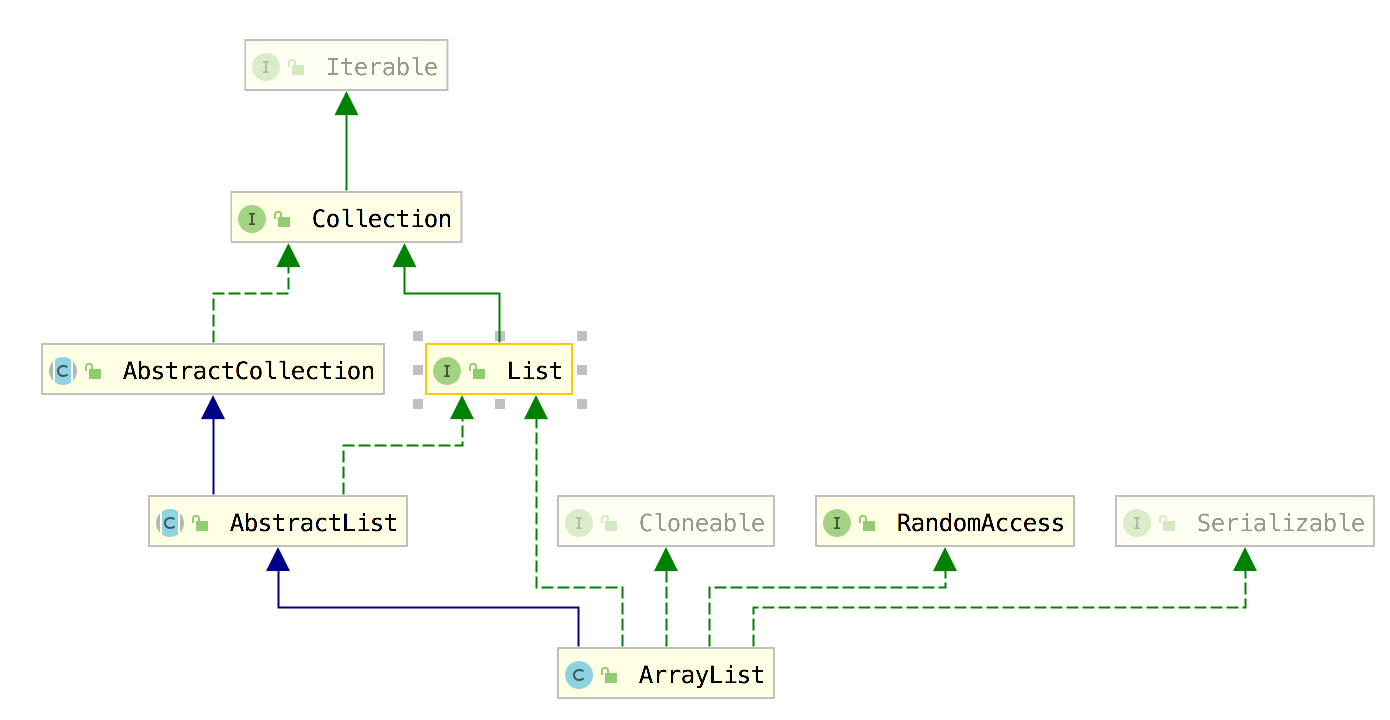 I Iterable
I Collection
C AbstractCollection
I List
C AbstractList
I Cloneable
I RandomAccess
I Serializable
C ArrayList